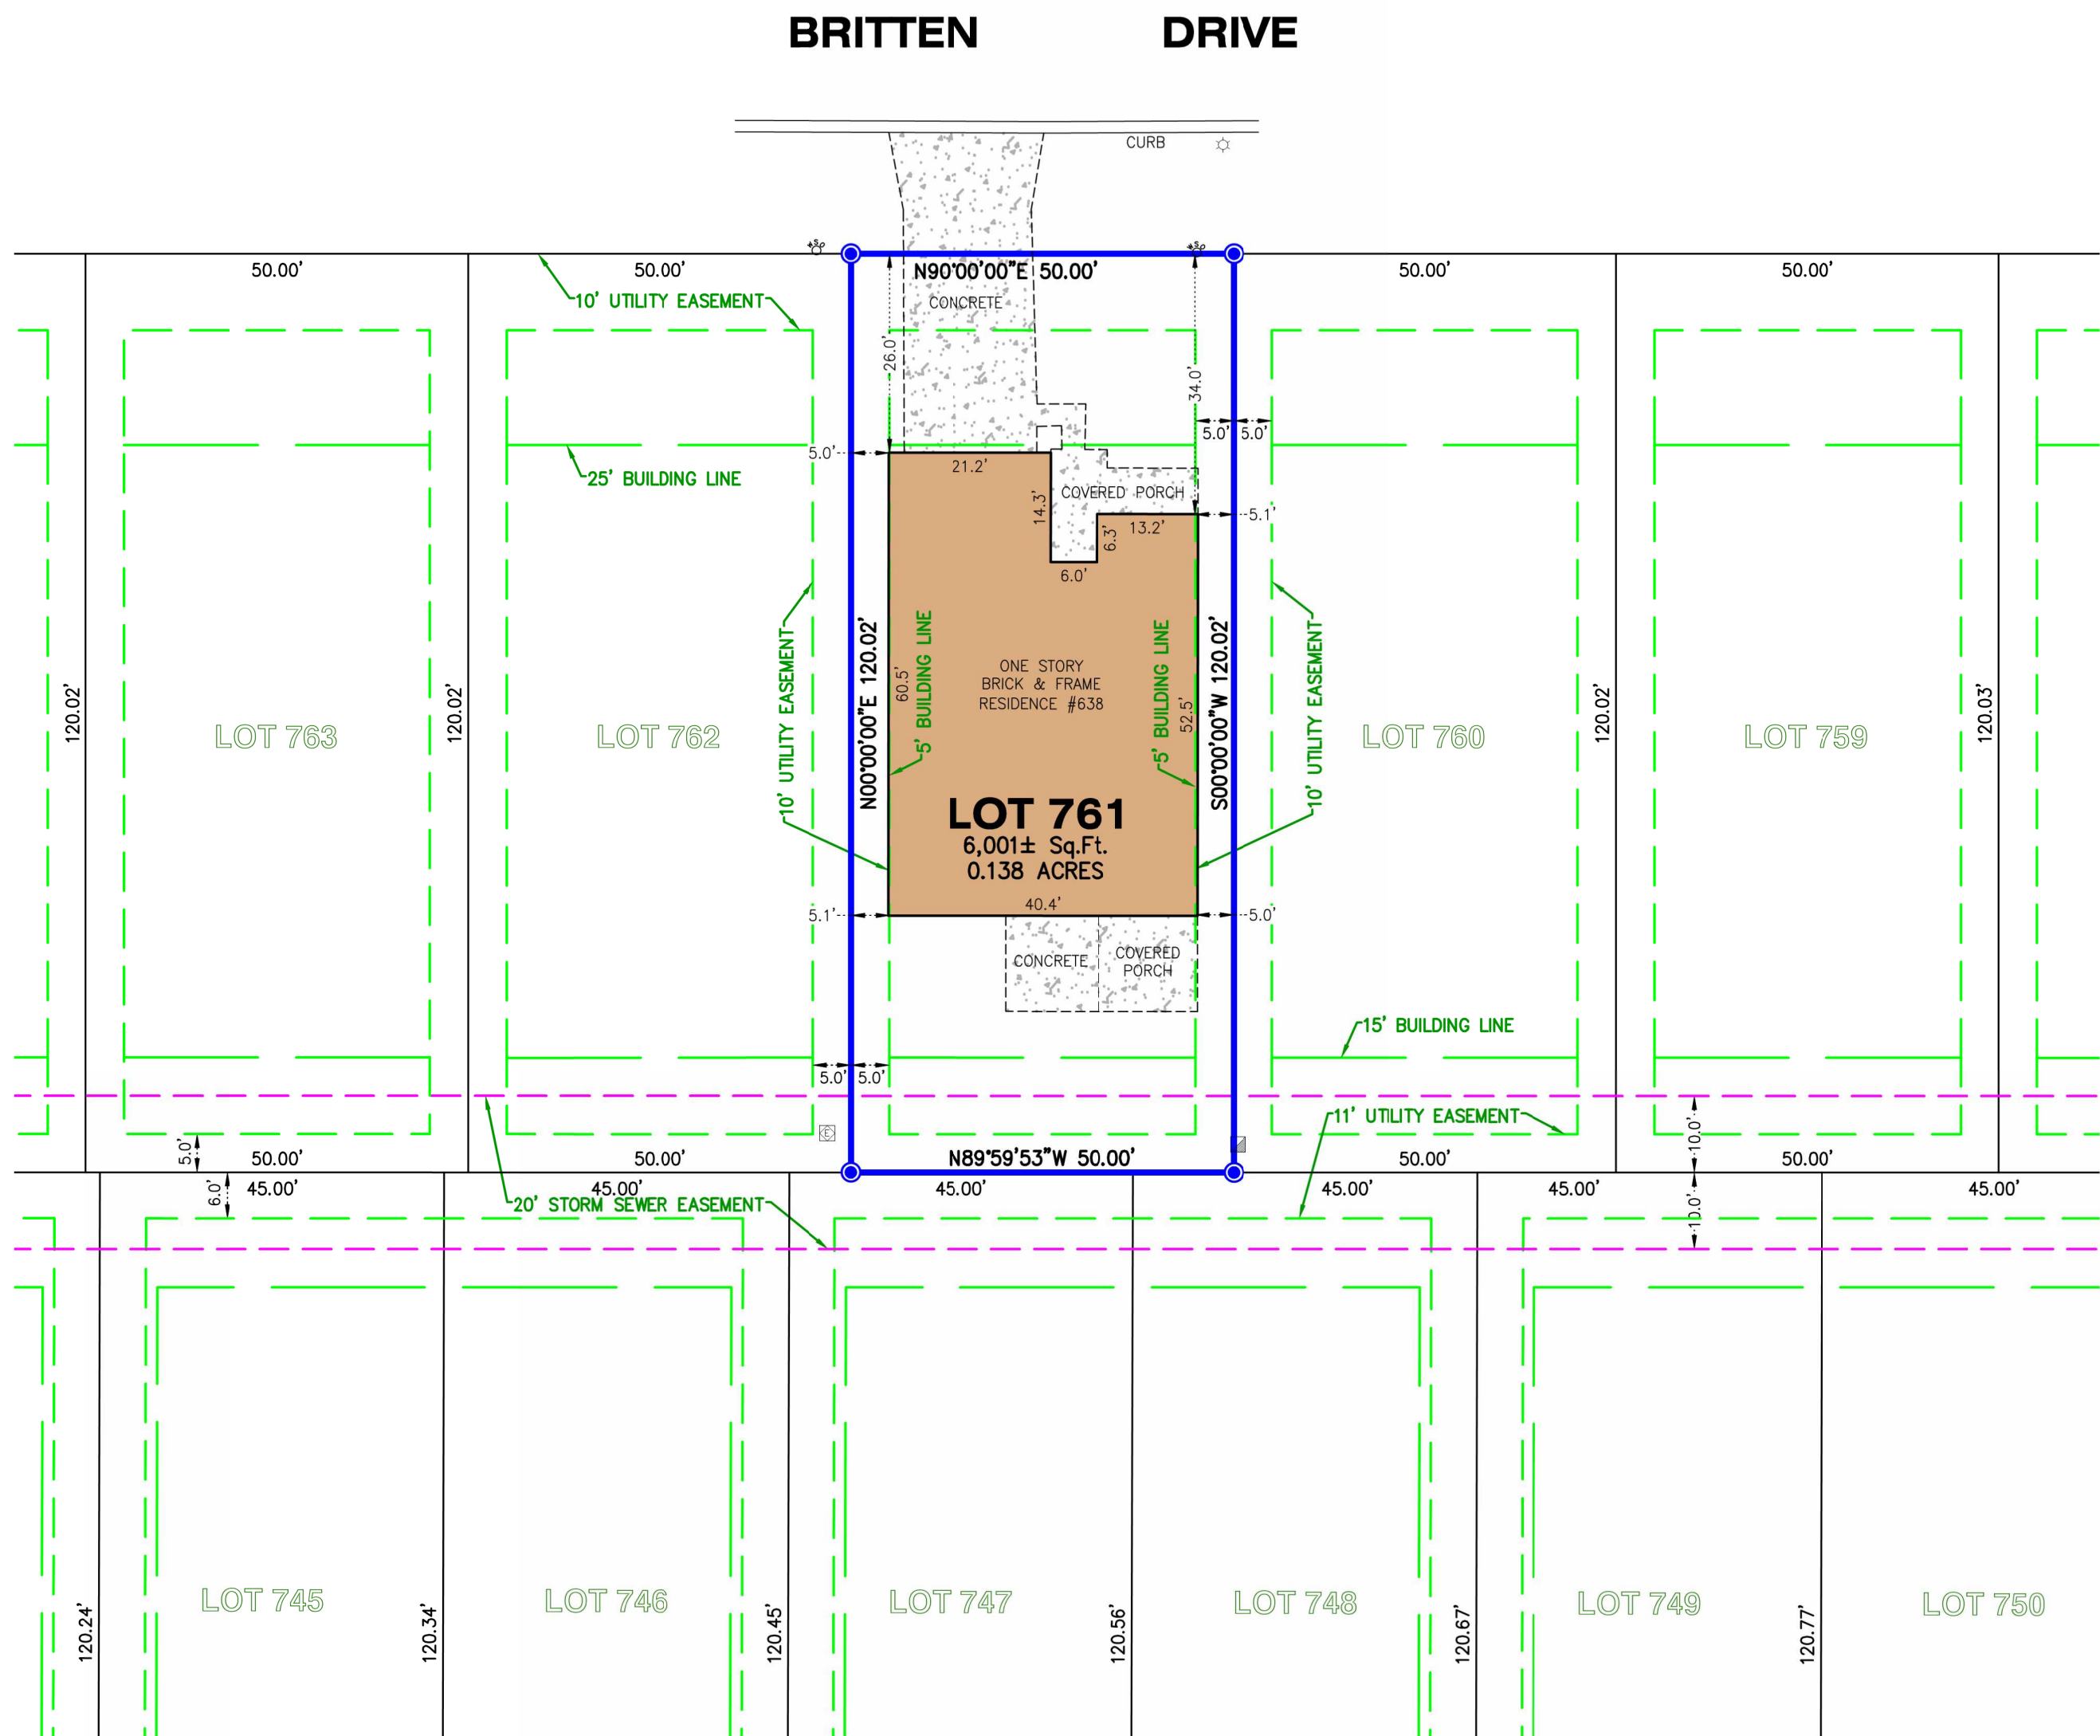 BRITTEN DRIVE
CURB
50.00'
50.00'
N90°00'00"E 50.00'
50.00'
50.00'
10' UTILITY EASEMENT
CONCRETE
26.0'
34.0'
5.0'
5.0'
5.0'
21.2'
25' BUILDING LINE
14.3'
COVERED PORCH
5.1'
13.2'
6.3'
6.0'
120.02'
120.02'
10' UTILITY EASEMENT
N00°00'00"E 120.02'
60.5'
5' BUILDING LINE
ONE STORY
BRICK & FRAME
RESIDENCE #638
5' BUILDING LINE
52.5'
S00°00'00"W 120.02'
10' UTILITY EASEMENT
120.02'
120.03'
LOT 763
LOT 762
LOT 760
LOT 759
LOT 761
6,001± Sq.Ft.
0.138 ACRES
5.1'
40.4'
5.0'
CONCRETE
COVERED
PORCH
15' BUILDING LINE
5.0'
5.0'
11' UTILITY EASEMENT
E
10.0'
5.0'
50.00'
50.00'
N89°59'53"W 50.00'
50.00'
50.00'
6.0'
45.00'
45.00'
45.00'
45.00'
45.00'
45.00'
20' STORM SEWER EASEMENT
10.0'
LOT 745
LOT 746
LOT 747
LOT 748
LOT 749
LOT 750
120.24'
120.34'
120.45'
120.56'
120.67'
120.77'